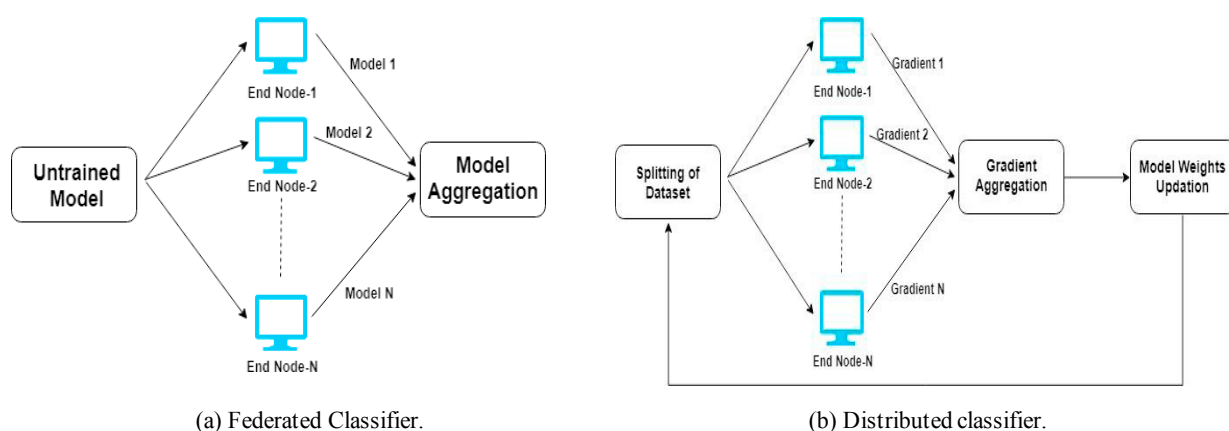 End Node-1
Model 1
Untrained
Model
End Node-2
Model 2
Model
Aggregation
End Node-N
Model N
(a) Federated Classifier.
End Node-1
Gradient 1
Splitting of
Dataset
End Node-2
Gradient 2
Gradient
Aggregation
Model Weights
Updation
End Node-N
Gradient N
(b) Distributed classifier.